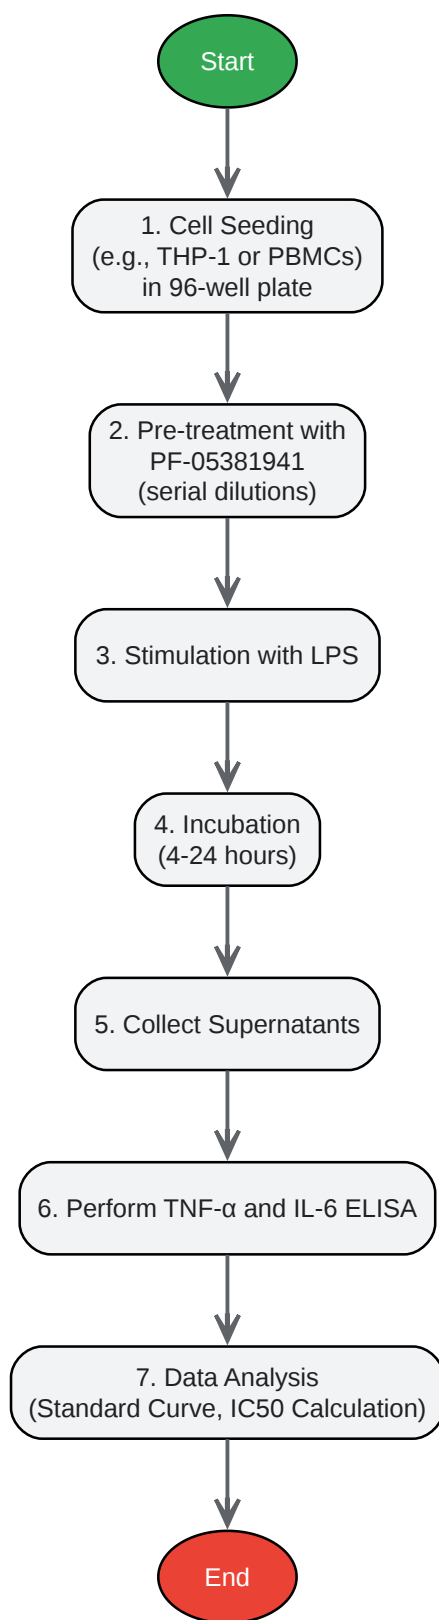 Start
1. Cell Seeding
(e.g., THP-1 or PBMCs)
in 96-well plate
2. Pre-treatment with
PF-05381941
(serial dilutions)
3. Stimulation with LPS
4. Incubation
(4-24 hours)
5. Collect Supernatants
6. Perform TNF-α and IL-6 ELISA
7. Data Analysis
(Standard Curve, IC50 Calculation)
End